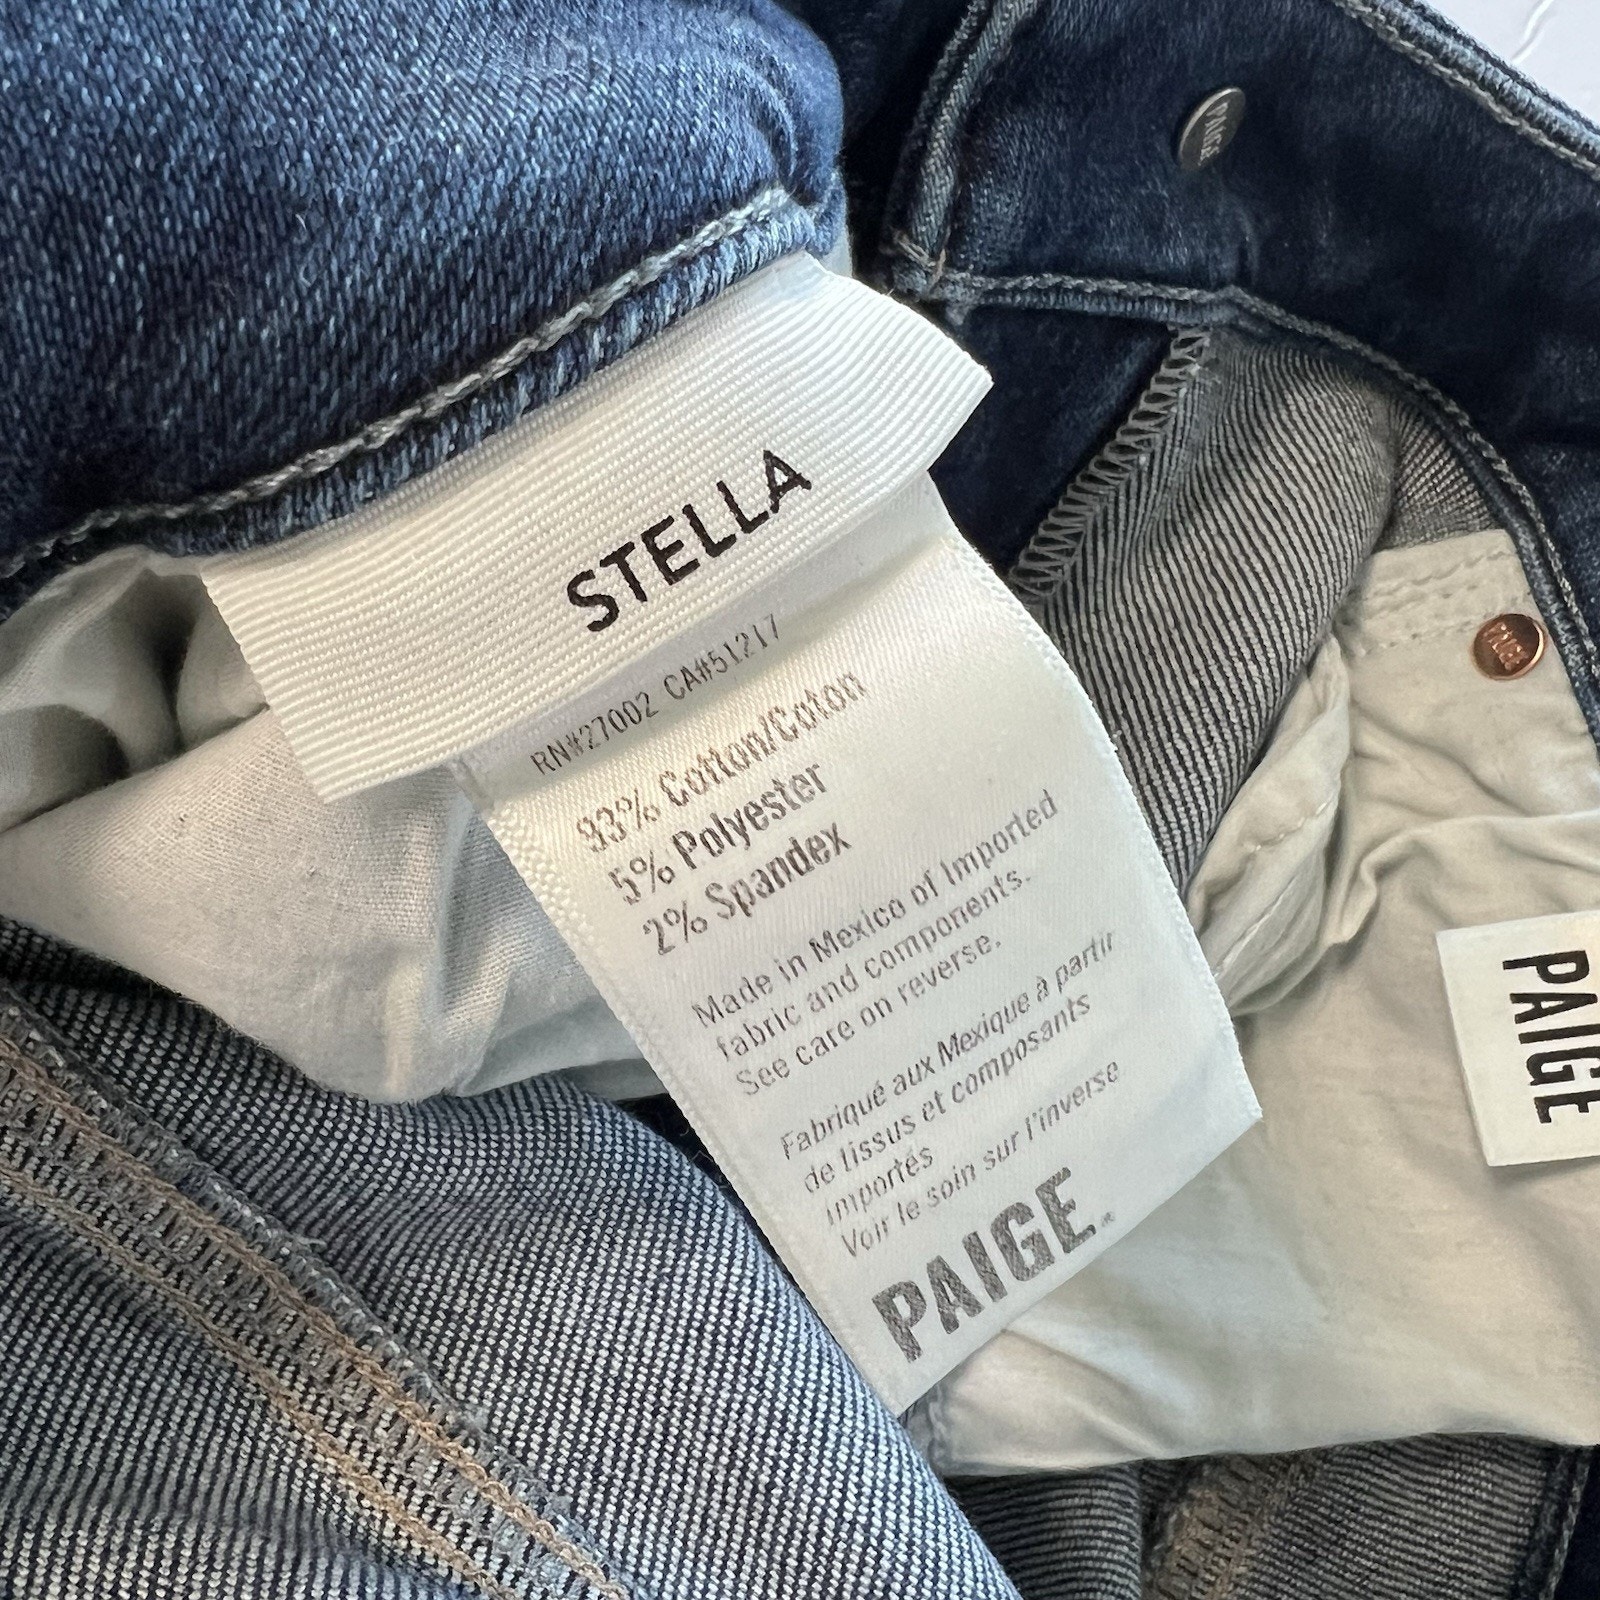 STELLA
RN#27002 CA#51217
93% Cotton/Coton
5% Polyester
2% Spandex
Made in Mexico of Imported
fabric and components.
See care on reverse.
Fabriqué aux Mexique à partir
de tissus et composants
importés
Voir le soin sur l'inverse
PAIGE®
PAIGE
PAIGE
PAIGE